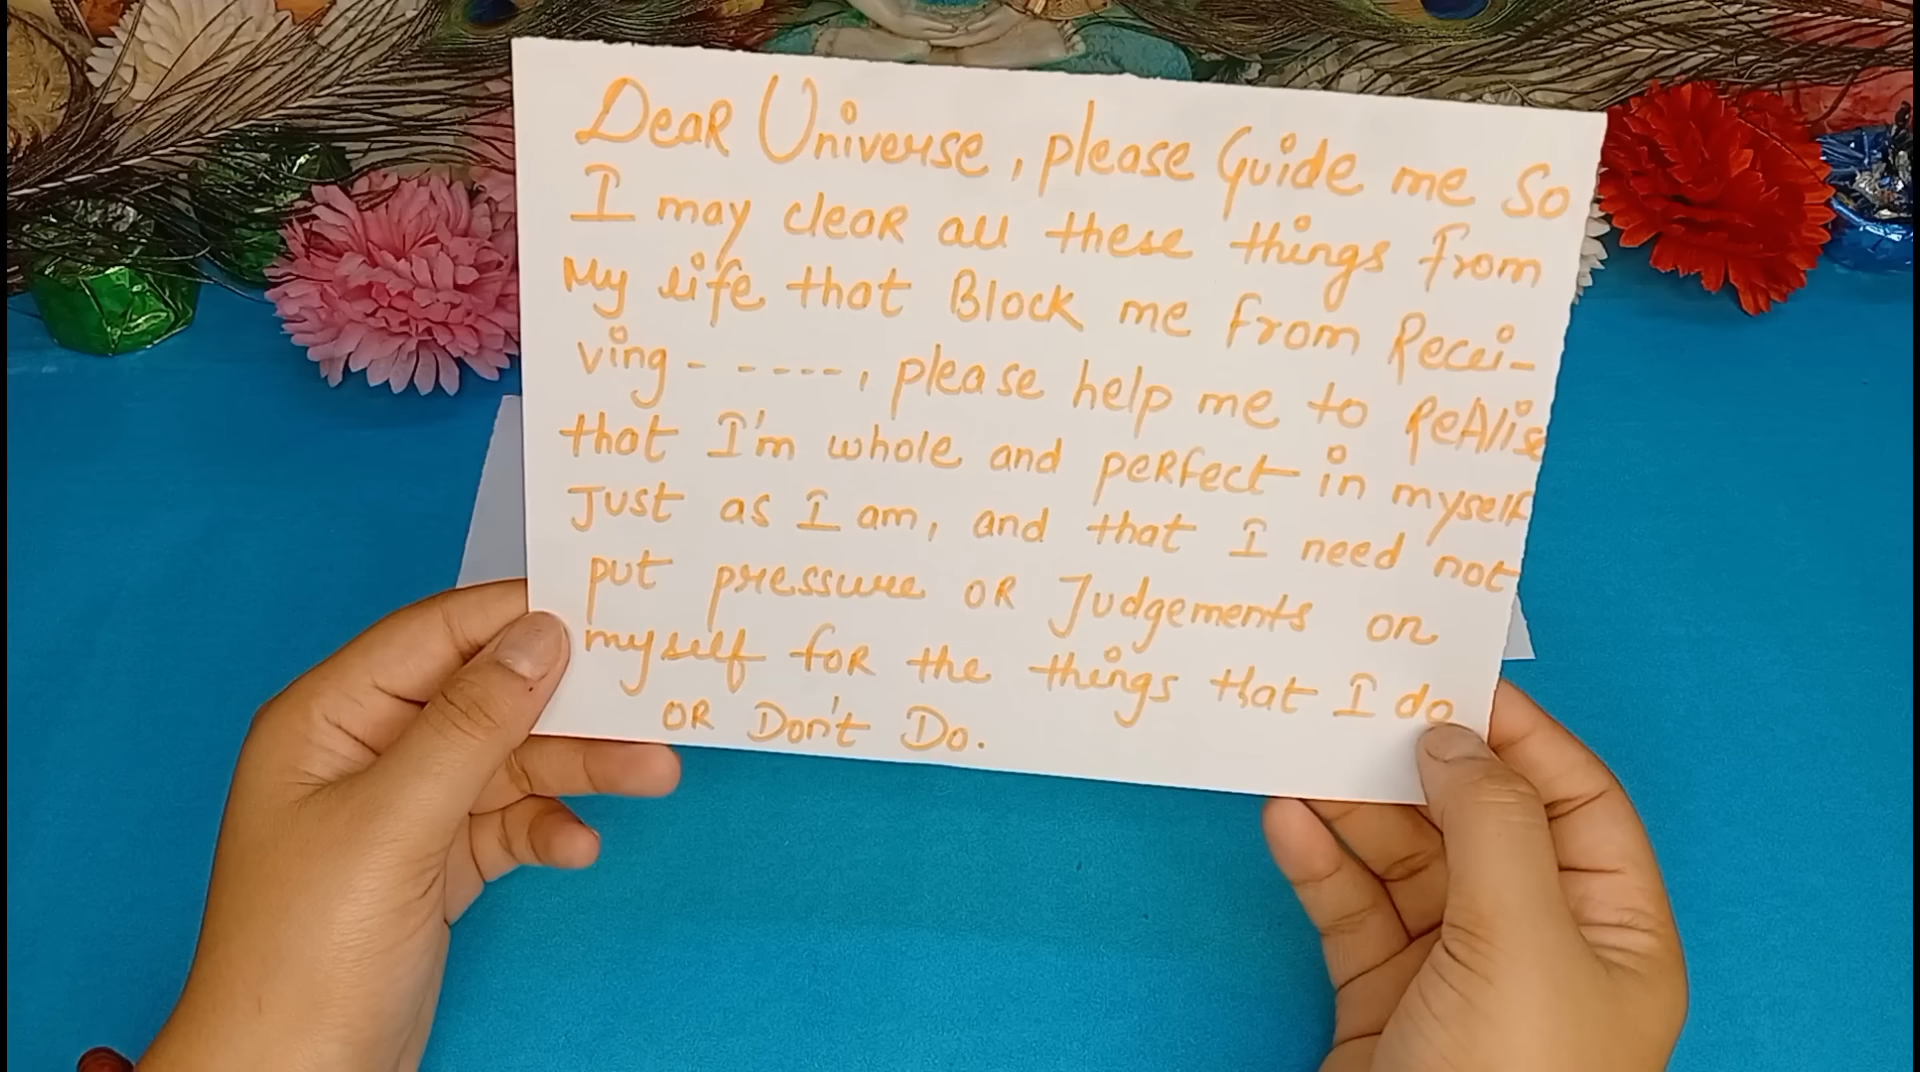 Dear Universe, please Guide me So
I may clear all these things from
My life that Block me from Recei-
ving - - - - - -, please help me to ReAlise
that I'm whole and perfect in myself
Just as I am, and that I need not
put pressure OR Judgements on
myself for the things that I do
OR Don't Do.